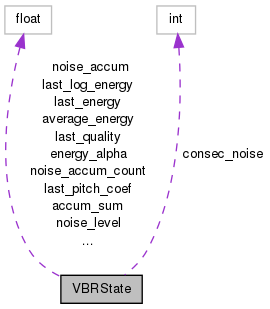 float
int
noise_accum
last_log_energy
last_energy
average_energy
last_quality
energy_alpha
noise_accum_count
last_pitch_coef
accum_sum
noise_level
...
consec_noise
VBRState